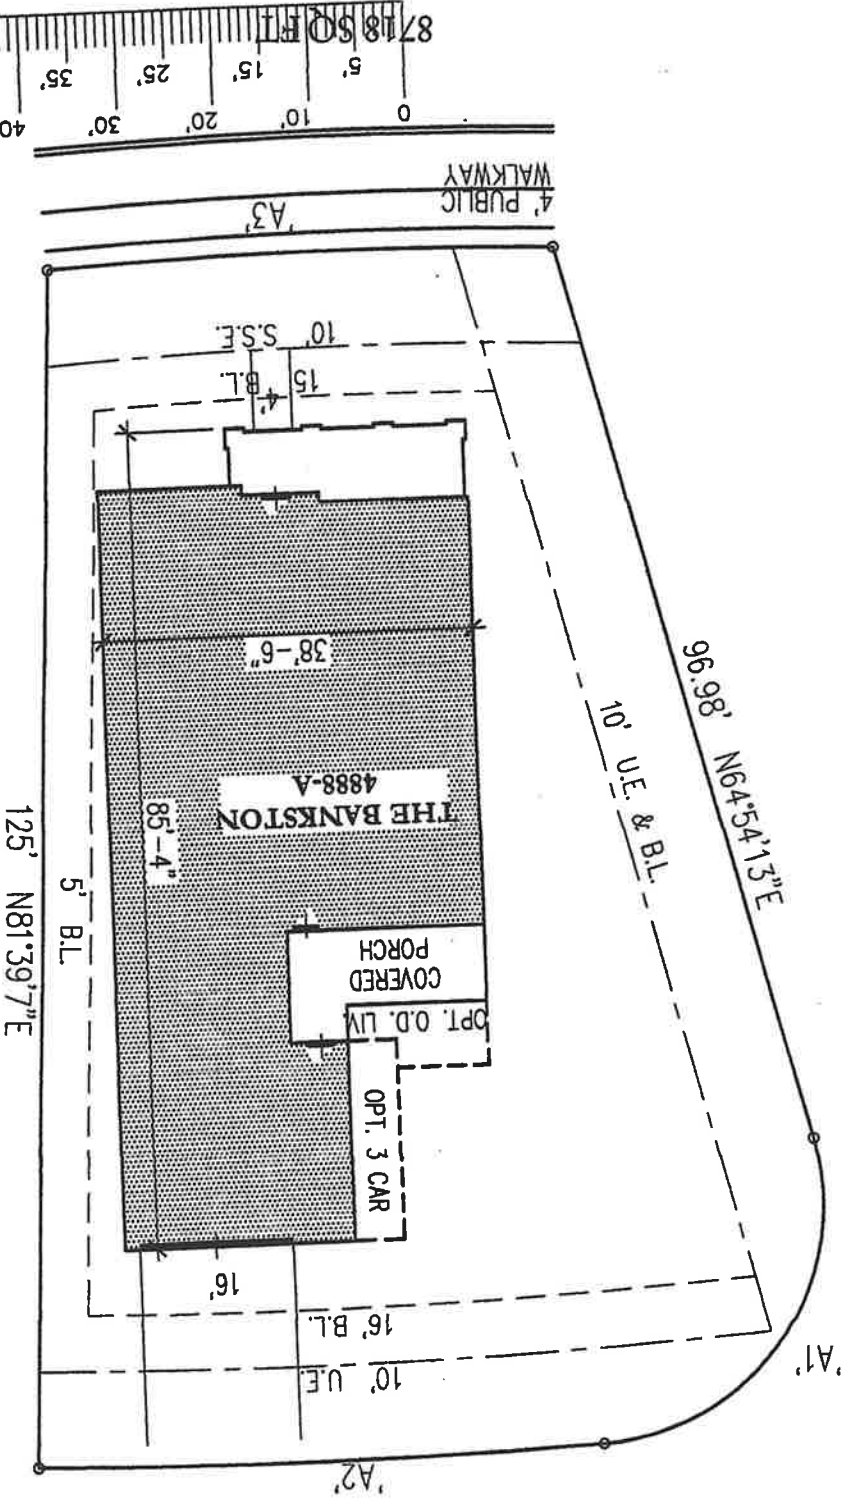 8718 SQ FT
40'
35'
30'
25'
20'
15'
10'
5'
0
4' PUBLIC
WALKWAY
'A3'
10' S.S.E.
15 B.L.
4'
38'-6"
THE BANKSTON
4888-A
85'-4"
COVERED
PORCH
OPT. O.D. LIV.
OPT. 3 CAR
16'
16' B.L.
10' U.E.
'A2'
'A1'
96.98' N64°54'13"E
10' U.E. & B.L.
5' B.L.
125' N81°39'7"E